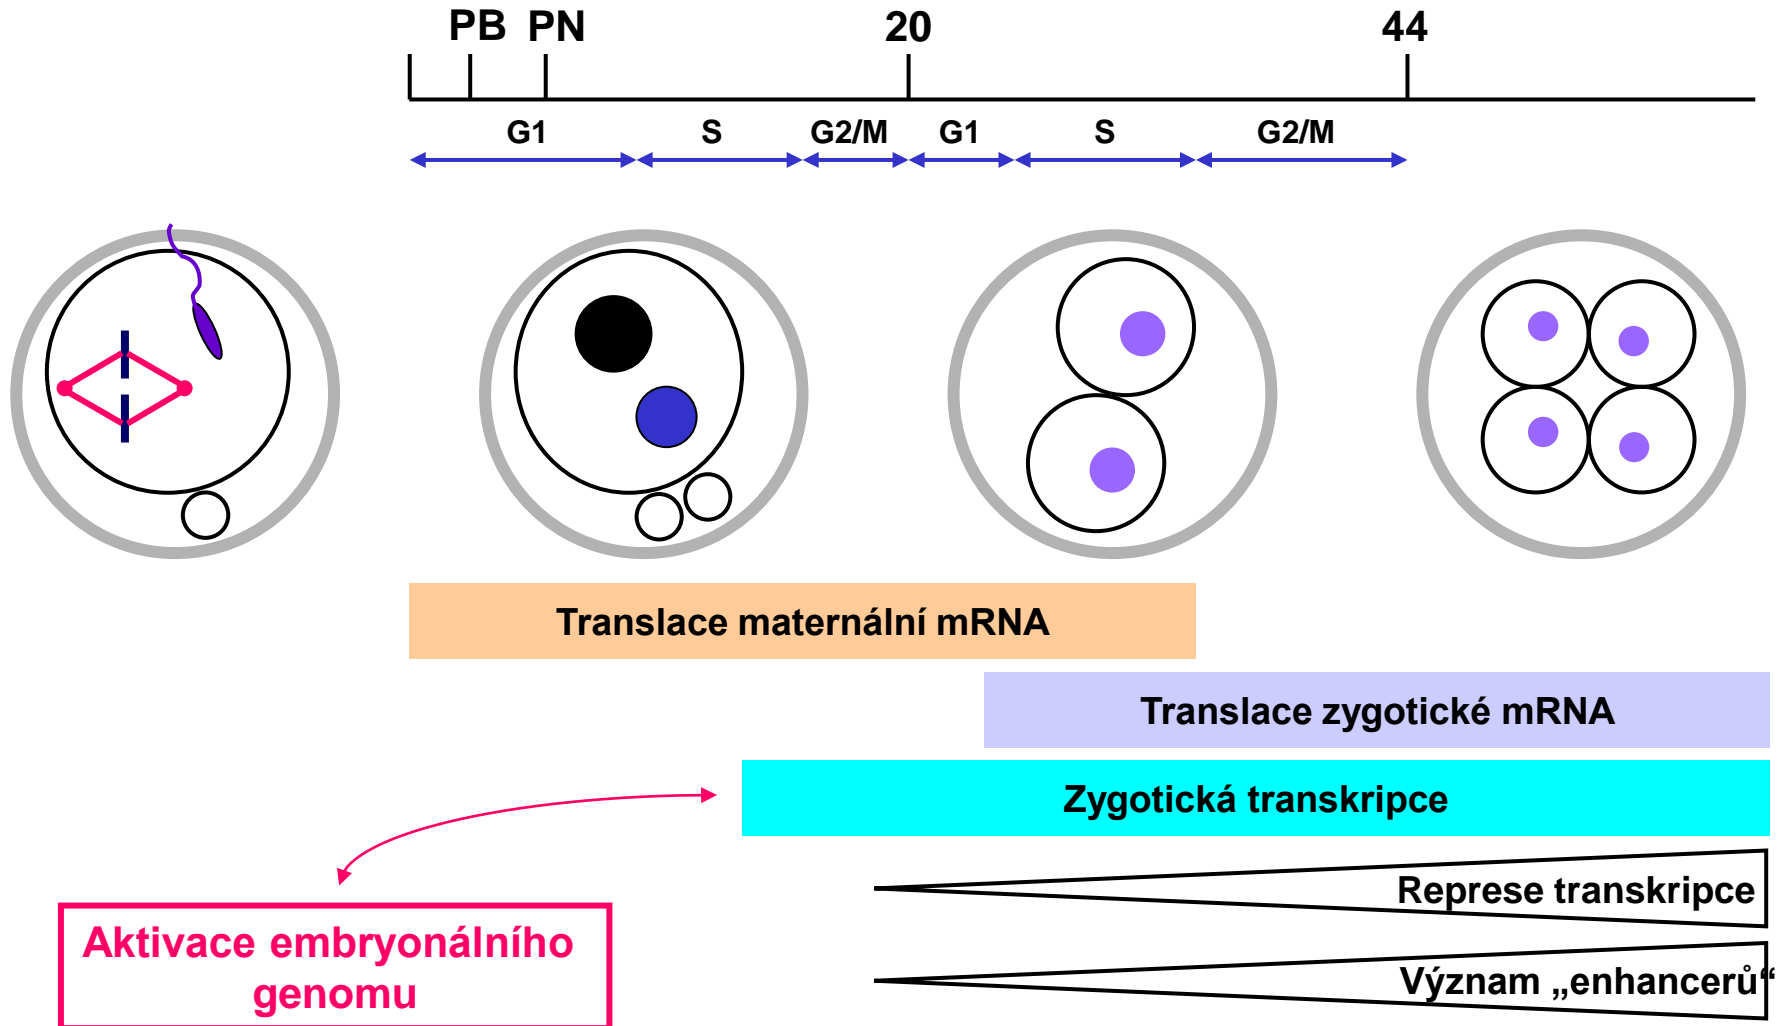 PB PN 20 44
G1 S G2/M G1 S G2/M
Translace maternální mRNA
Translace zygotické mRNA
Zygotická transkripce
Represe transkripce
Aktivace embryonálního
genomu
Význam „enhancerů“